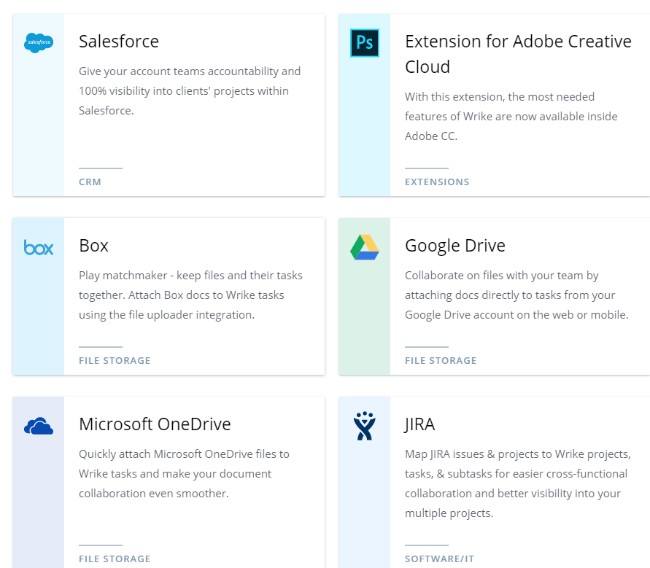 salesforce
Salesforce
Give your account teams accountability and
100% visibility into clients' projects within
Salesforce.
CRM
Ps
Extension for Adobe Creative
Cloud
With this extension, the most needed
features of Wrike are now available inside
Adobe CC.
EXTENSIONS
box
Box
Play matchmaker - keep files and their tasks
together. Attach Box docs to Wrike tasks
using the file uploader integration.
FILE STORAGE
Google Drive
Collaborate on files with your team by
attaching docs directly to tasks from your
Google Drive account on the web or mobile.
FILE STORAGE
Microsoft OneDrive
Quickly attach Microsoft OneDrive files to
Wrike tasks and make your document
collaboration even smoother.
FILE STORAGE
JIRA
Map JIRA issues & projects to Wrike projects,
tasks, & subtasks for easier cross-functional
collaboration and better visibility into your
multiple projects.
SOFTWARE/IT